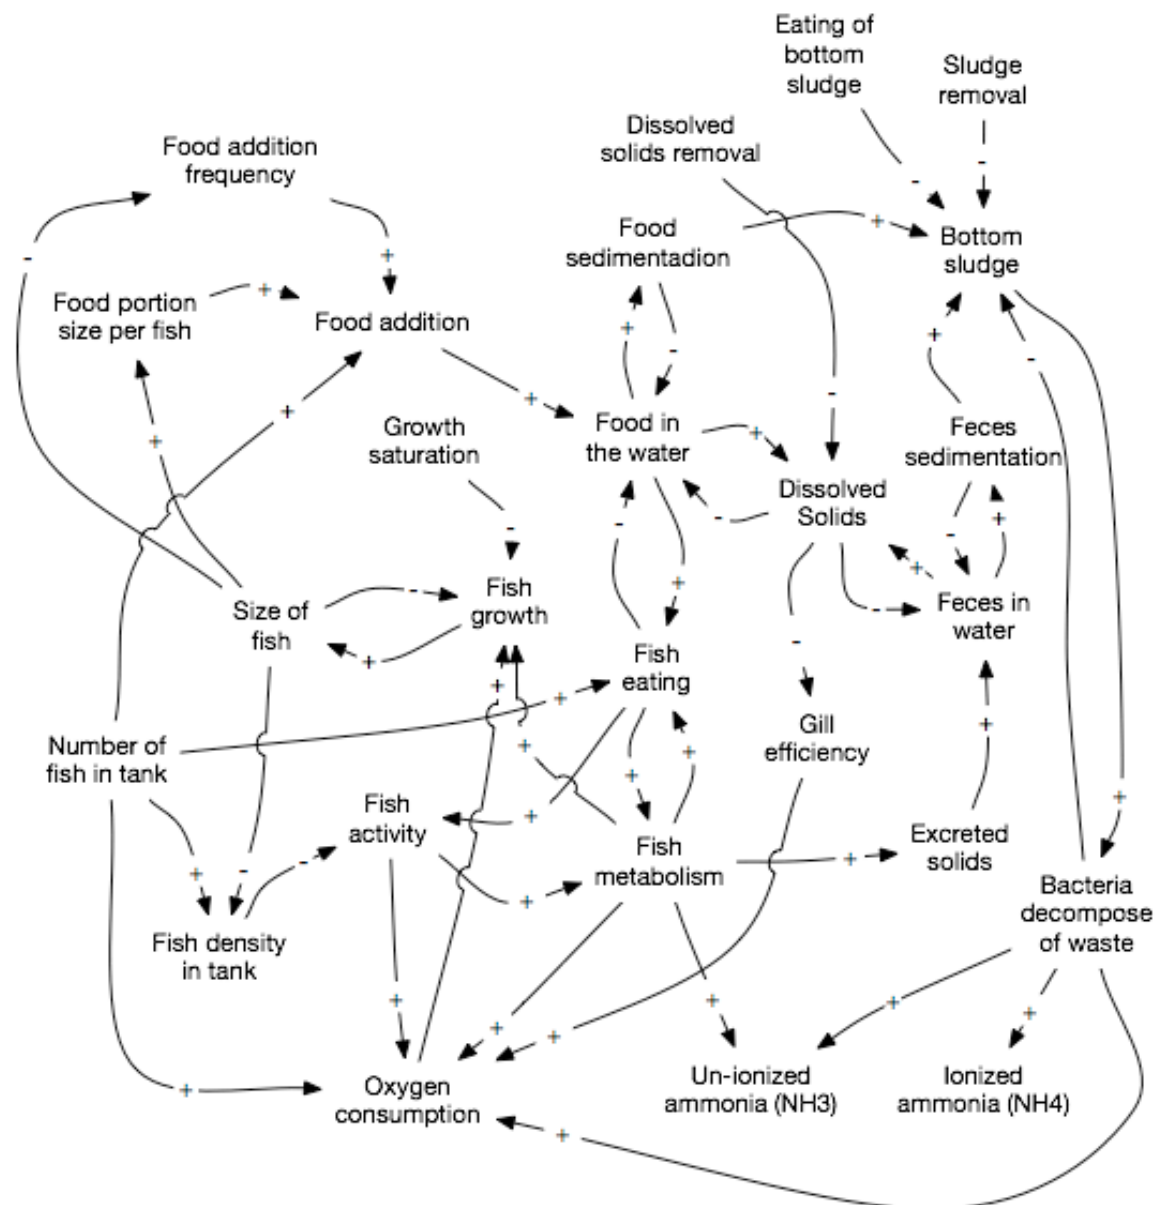 Eating of
bottom
sludge
Sludge
removal
Dissolved
solids removal
Food addition
frequency
Food
sedimentadion
Bottom
sludge
Food portion
size per fish
Food addition
Growth
saturation
Food in
the water
Feces
sedimentation
Dissolved
Solids
Fish
growth
Size of
fish
Feces in
water
Fish
eating
Number of
fish in tank
Gill
efficiency
Fish
activity
Fish
metabolism
Excreted
solids
Bacteria
decompose
of waste
Fish density
in tank
Oxygen
consumption
Un-ionized
ammonia (NH3)
Ionized
ammonia (NH4)